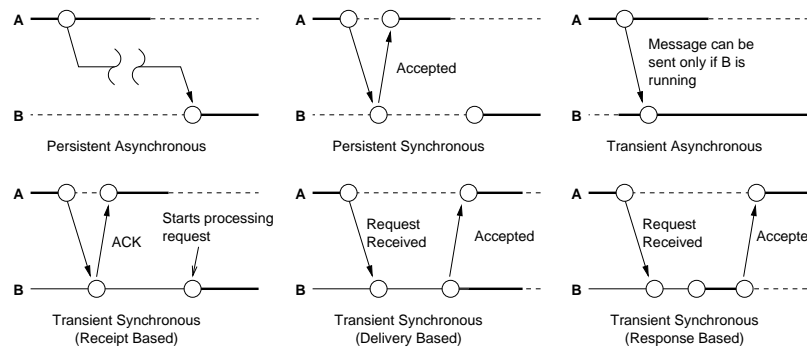 A
B
Accepted
Message can be
sent only if B is
running
Persistent Asynchronous
A
B
Persistent Synchronous
A
B
Transient Asynchronous
A
B
ACK
Starts processing
request
Transient Synchronous
(Receipt Based)
A
B
Request
Received
Accepted
Transient Synchronous
(Delivery Based)
A
B
Request
Received
Accepte
Transient Synchronous
(Response Based)